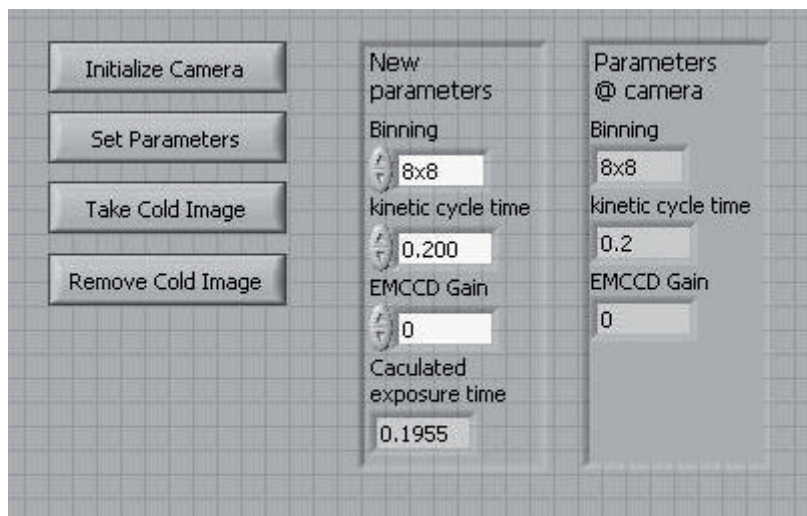 Initialize Camera
Set Parameters
Take Cold Image
Remove Cold Image
New
parameters
Binning
8x8
kinetic cycle time
0.200
EMCCD Gain
0
Caculated
exposure time
0.1955
Parameters
@ camera
Binning
8x8
kinetic cycle time
0.2
EMCCD Gain
0